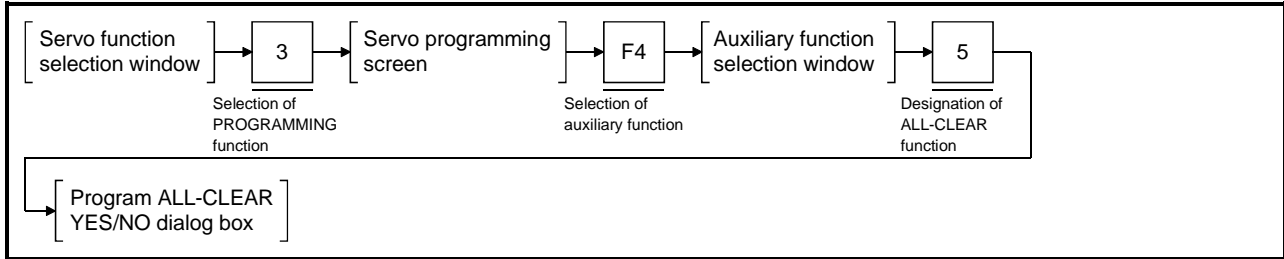 Servo function
selection window
3
Servo programming
screen
F4
Auxiliary function
selection window
5
Selection of
PROGRAMMING
function
Selection of
auxiliary function
Designation of
ALL-CLEAR
function
Program ALL-CLEAR
YES/NO dialog box